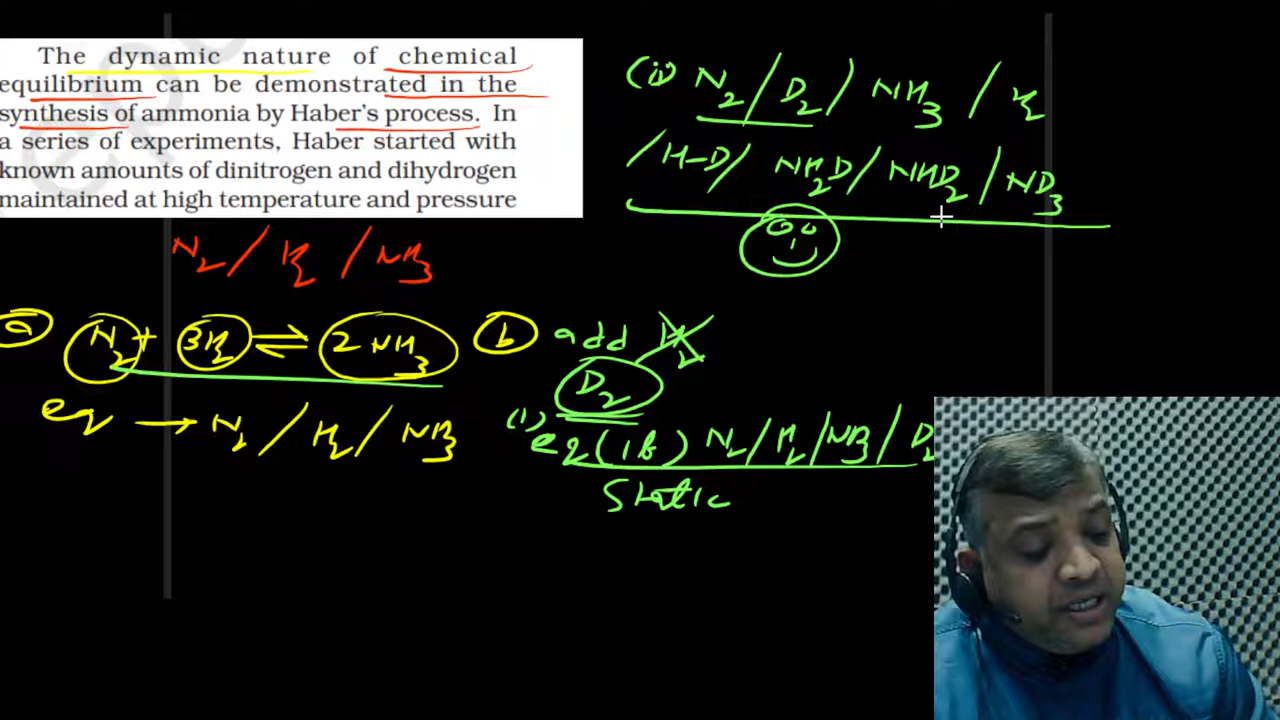 The dynamic nature of chemical
equilibrium can be demonstrated in the
synthesis of ammonia by Haber's process. In
a series of experiments, Haber started with
known amounts of dinitrogen and dihydrogen
maintained at high temperature and pressure
N2 / H2 / NH3
(a) N2 + 3H2 ⇌ 2NH3
eq → N2 / H2 / NH3
(b) add
D2
(i) eq (if) N2 / H2 / NH3 / D2
Static
(ii) N2 / D2 / NH3 / H2
/ H-D / NH2D / NHD2 / ND3